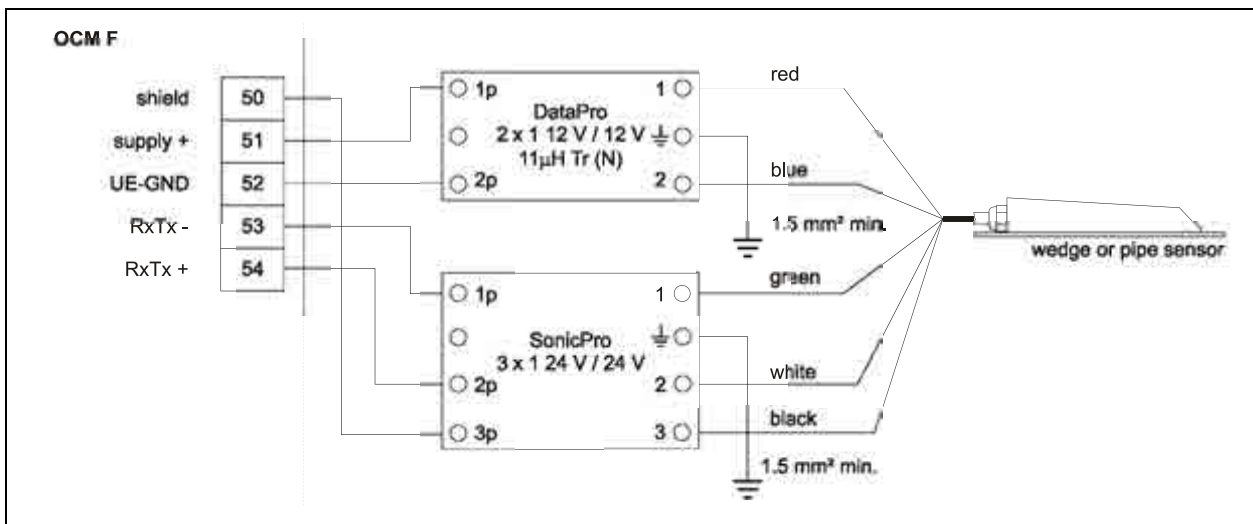 OCM F
shield 50
supply + 51
UE-GND 52
RxTx - 53
RxTx + 54
1p
2p
DataPro
2 x 1 12 V / 12 V
11µH Tr (N)
1
2
1p
2p
3p
SonicPro
3 x 1 24 V / 24 V
1
2
3
red
blue
1.5 mm² min.
green
white
black
1.5 mm² min.
wedge or pipe sensor